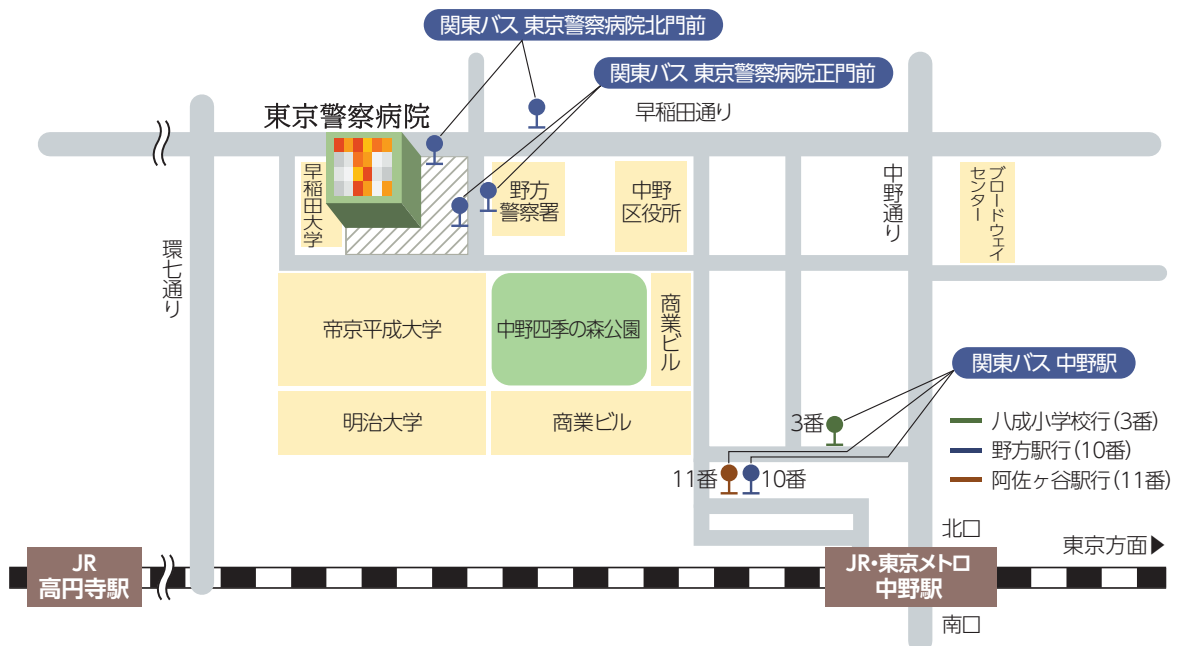 関東バス 東京警察病院北門前
関東バス 東京警察病院正門前
早稲田通り
東京警察病院
早稲田大学
野方
警察署
中野
区役所
中野通り
ブロードウェイ
センター
環七通り
帝京平成大学
中野四季の森公園
商業ビル
関東バス 中野駅
明治大学
商業ビル
3番
八成小学校行(3番)
野方駅行(10番)
11番
10番
阿佐ヶ谷駅行(11番)
北口
東京方面▶
JR
高円寺駅
JR・東京メトロ
中野駅
南口